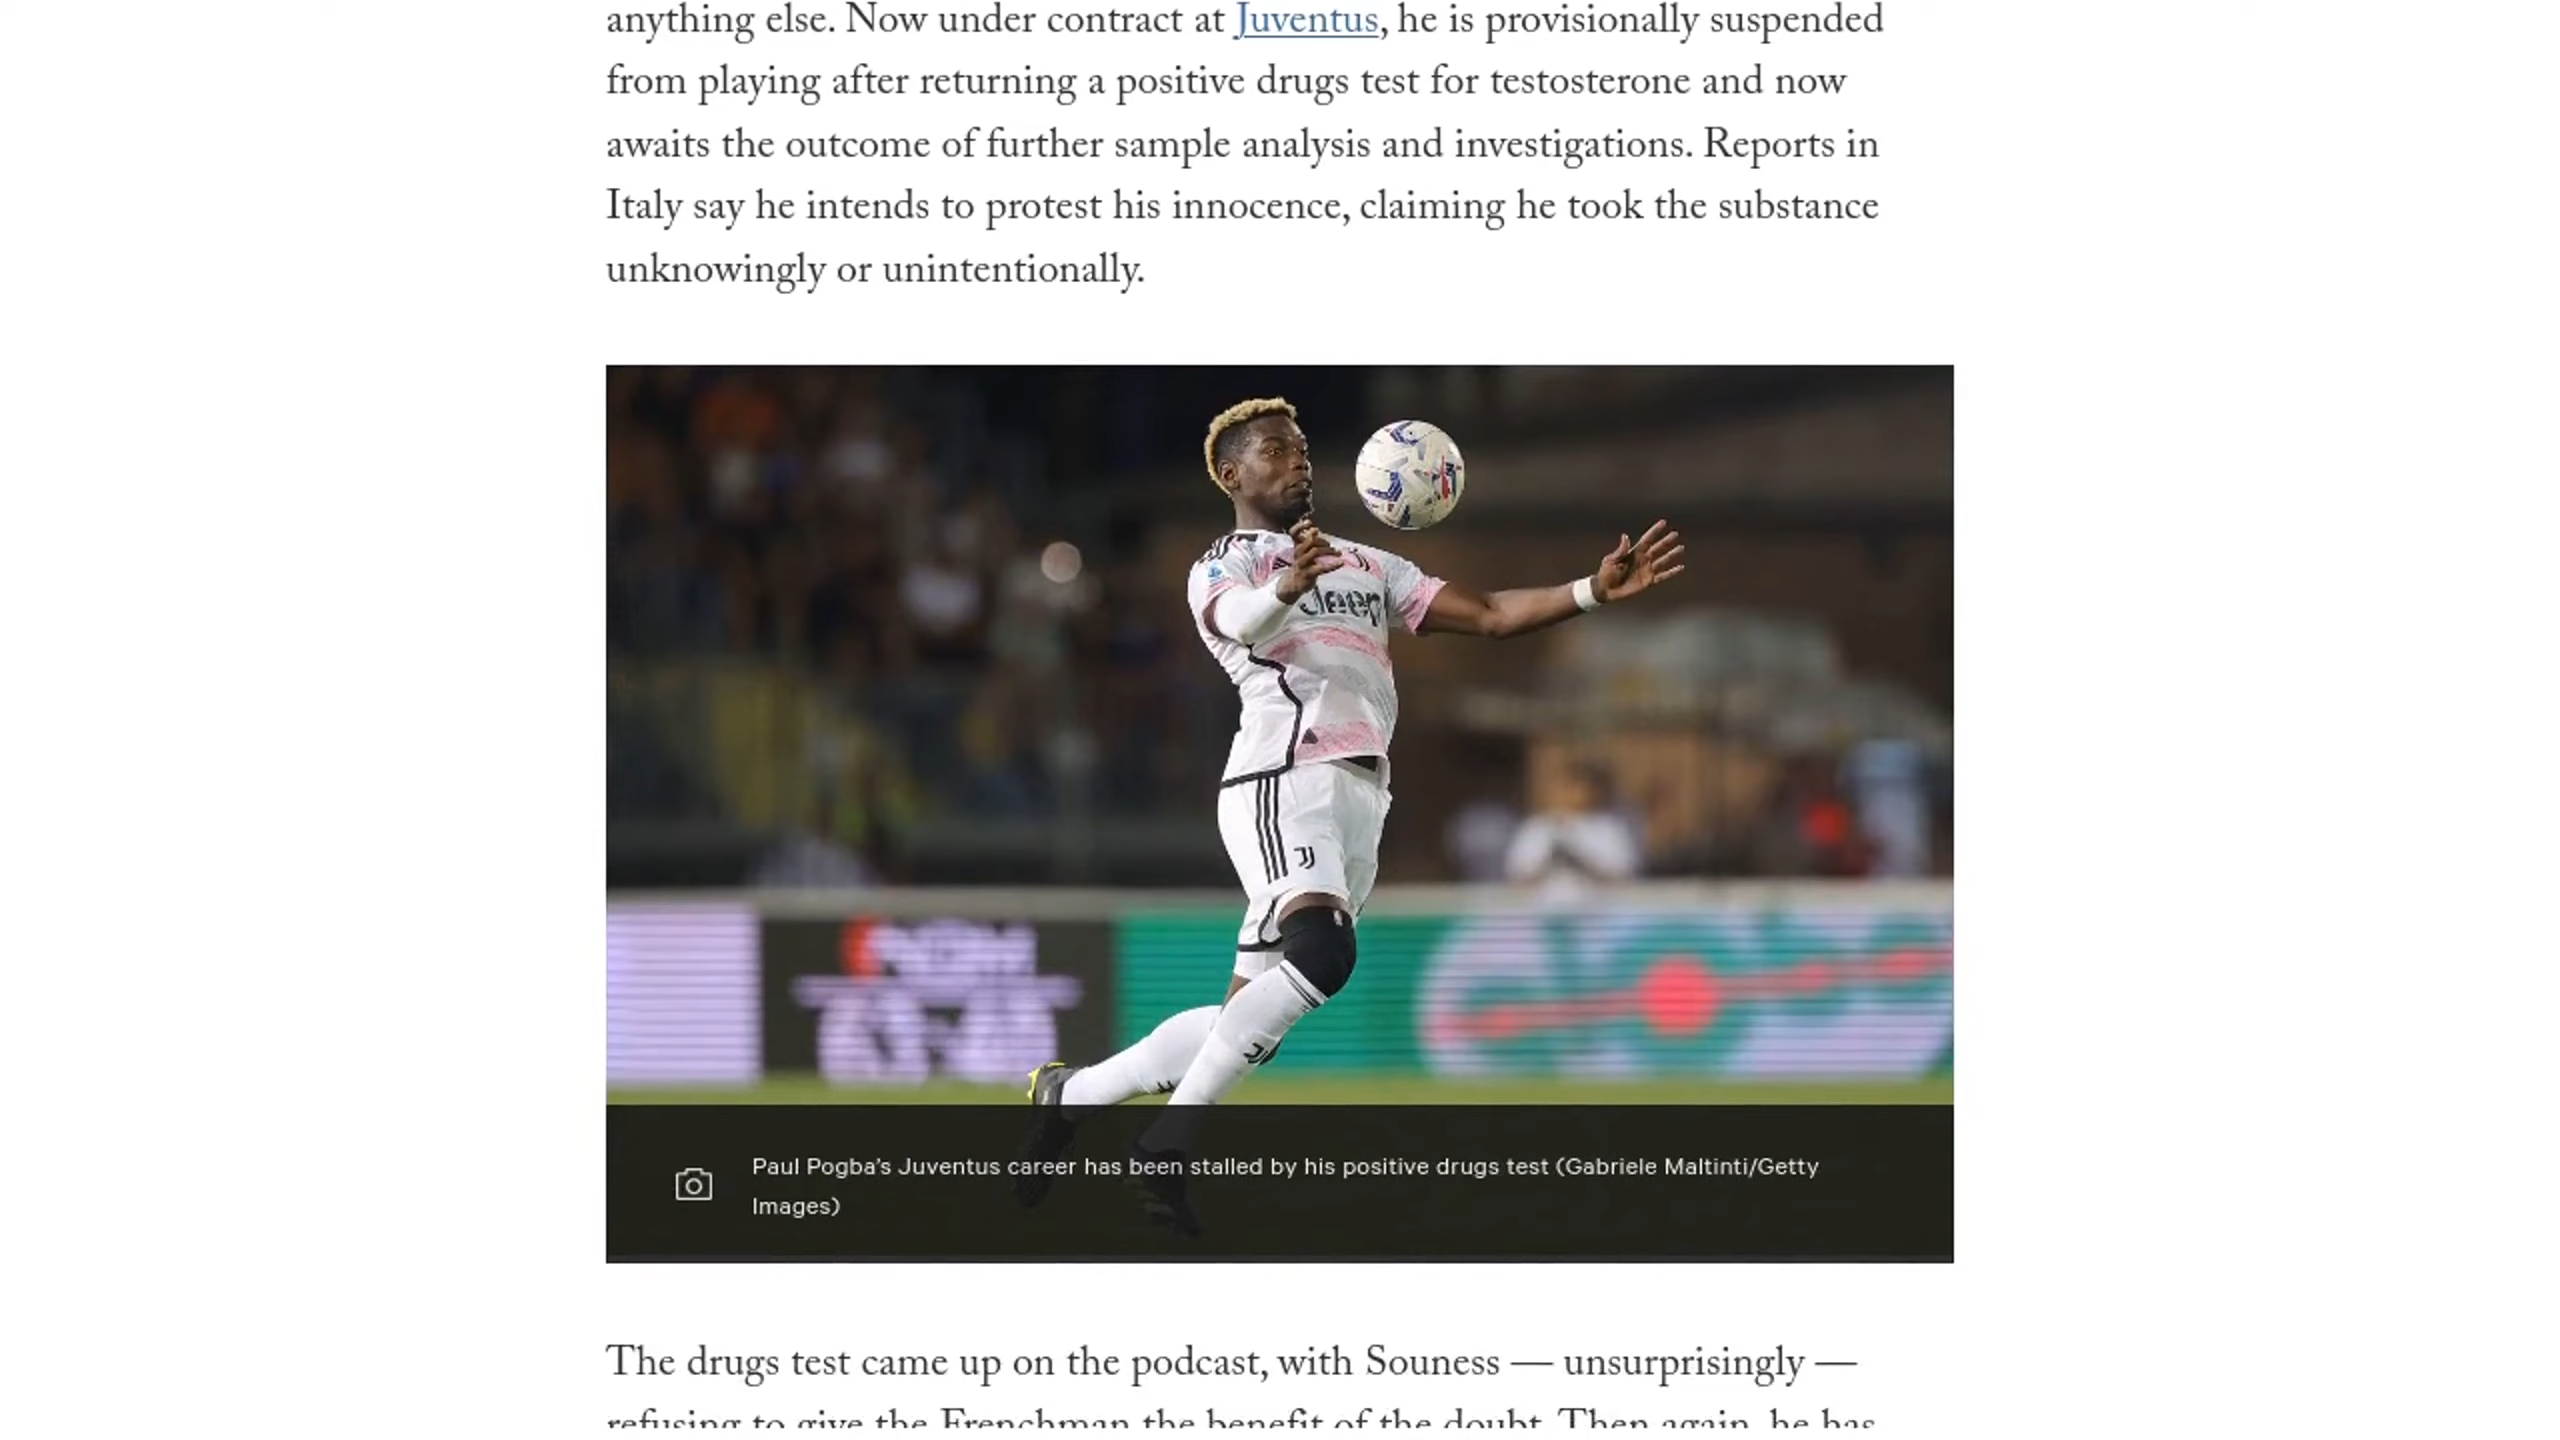 anything else. Now under contract at Juventus, he is provisionally suspended
from playing after returning a positive drugs test for testosterone and now
awaits the outcome of further sample analysis and investigations. Reports in
Italy say he intends to protest his innocence, claiming he took the substance
unknowingly or unintentionally.
Jeep
Paul Pogba’s Juventus career has been stalled by his positive drugs test (Gabriele Maltinti/Getty
Images)
The drugs test came up on the podcast, with Souness — unsurprisingly —
refusing to give the Frenchman the benefit of the doubt. Then again, he has